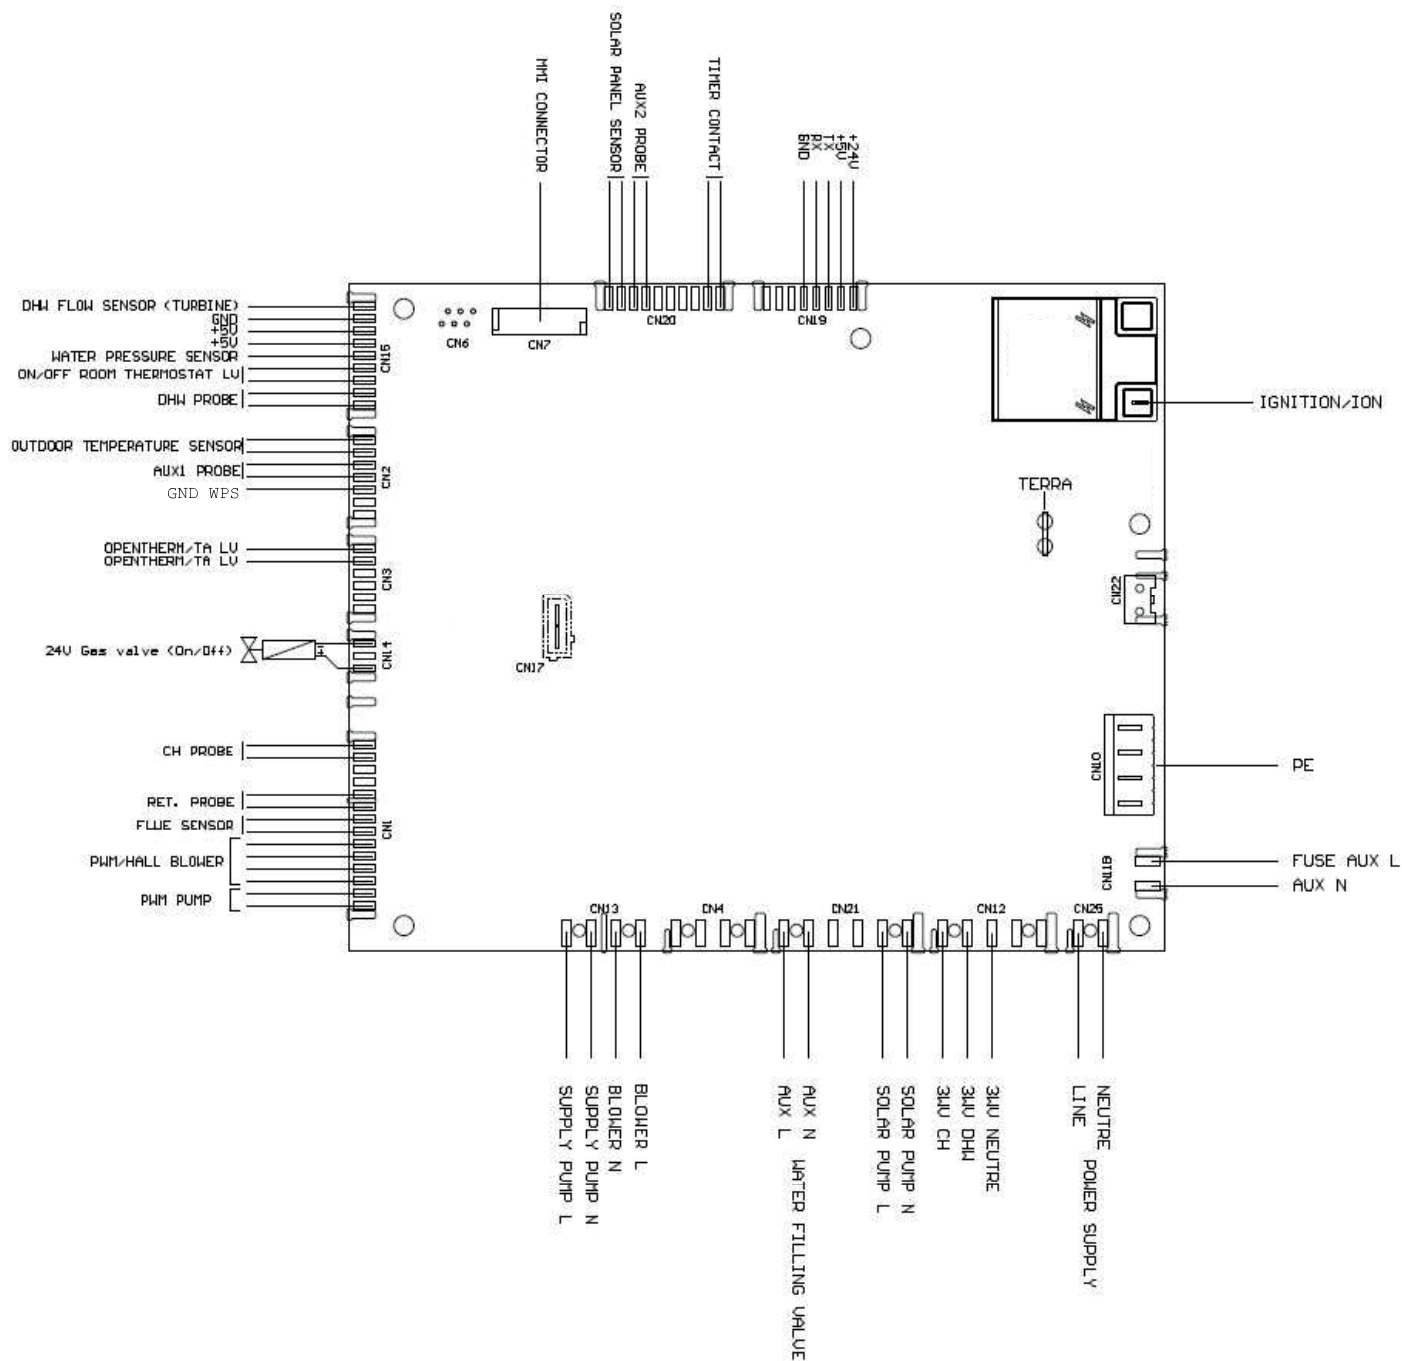 SOLAR PANEL SENSOR
MMI CONNECTOR
AUX2 PROBE
TIMER CONTACT
GND
RX
TX
+5V
+24V
DHW FLOW SENSOR (TURBINE)
GND
+5V
+5V
WATER PRESSURE SENSOR
ON/OFF ROOM THERMOSTAT LV
DHW PROBE
CN15
CN6
CN7
CN20
CN19
IGNITION/ION
OUTDOOR TEMPERATURE SENSOR
AUX1 PROBE
GND WPS
CN2
TERRA
OPENTHERM/TA LV
OPENTHERM/TA LV
CN3
CN22
24V Gas valve (On/Off)
CN14
CN17
CH PROBE
RET. PROBE
FLUE SENSOR
PWM/HALL BLOWER
PWM PUMP
CN1
CN10
PE
CN18
FUSE AUX L
AUX N
CN13
CN4
CN21
CN12
CN25
SUPPLY PUMP L
SUPPLY PUMP N
BLOWER N
BLOWER L
AUX L
AUX N
WATER FILLING VALVE
SOLAR PUMP L
SOLAR PUMP N
3WV CH
3WV DHW
3WV NEUTRE
LINE
NEUTRE
POWER SUPPLY